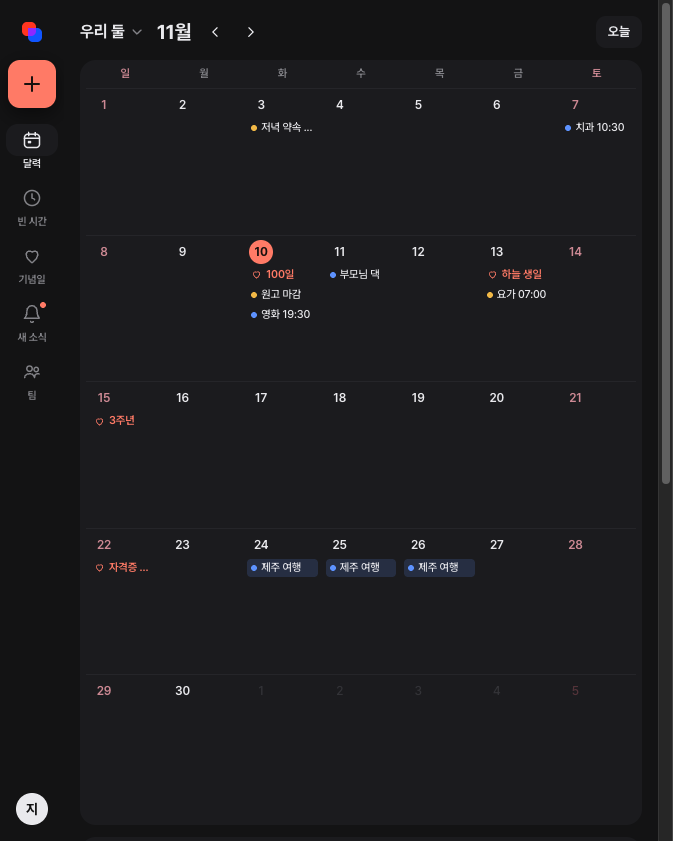 우리 둘 11월 오늘
일 월 화 수 목 금 토
1 2 3 4 5 6 7
저녁 약속 ... 치과 10:30
달력
빈 시간
기념일
새 소식
팀
8 9 10 11 12 13 14
100일 부모님 댁 하늘 생일
원고 마감 요가 07:00
영화 19:30
15 16 17 18 19 20 21
3주년
22 23 24 25 26 27 28
자격증 ... 제주 여행 제주 여행 제주 여행
29 30 1 2 3 4 5
지